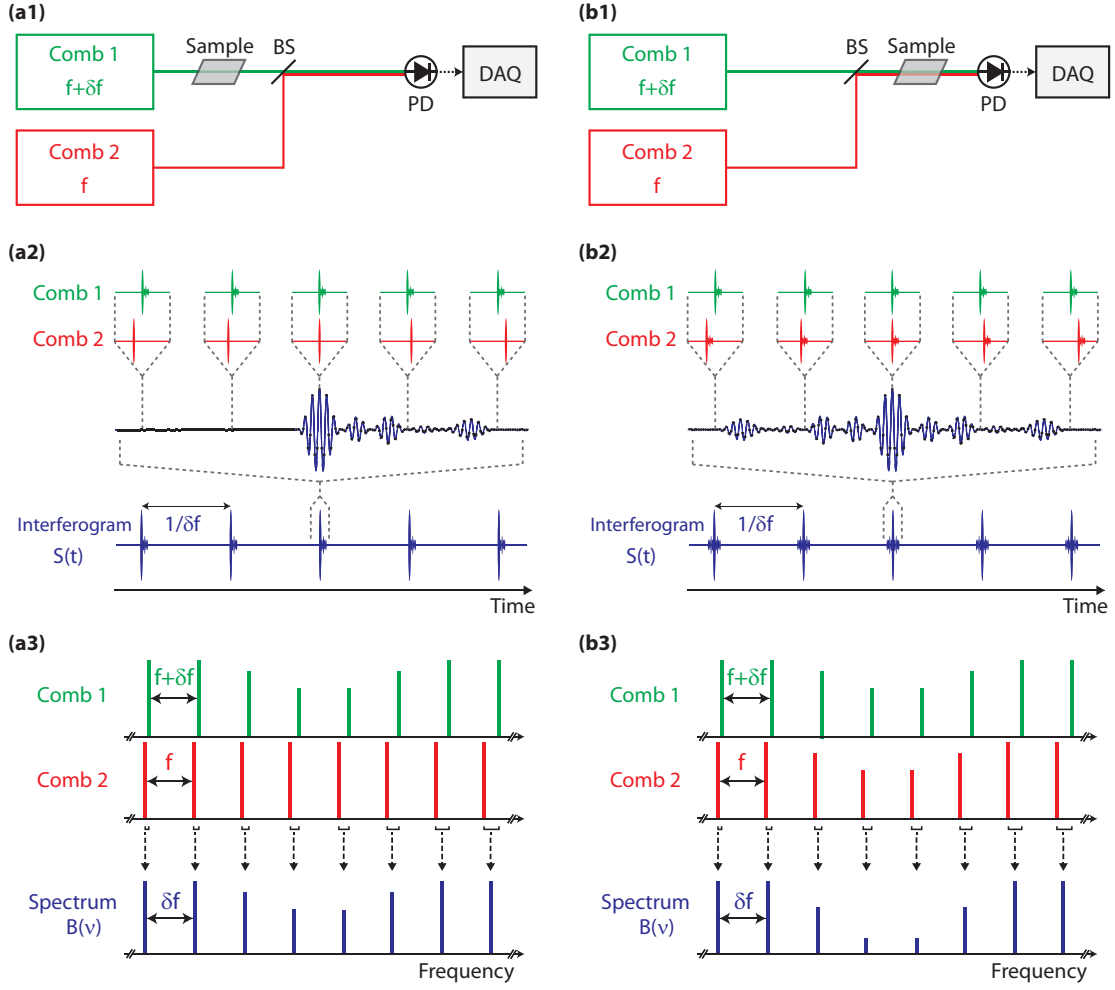 (a1)
Comb 1
f+δf
Sample
BS
PD
DAQ
Comb 2
f
(b1)
Comb 1
f+δf
BS
Sample
PD
DAQ
Comb 2
f
(a2)
Comb 1
Comb 2
Interferogram
S(t)
1/δf
Time
(b2)
Comb 1
Comb 2
Interferogram
S(t)
1/δf
Time
(a3)
Comb 1
f+δf
Comb 2
f
Spectrum
B(ν)
δf
Frequency
(b3)
Comb 1
f+δf
Comb 2
f
Spectrum
B(ν)
δf
Frequency